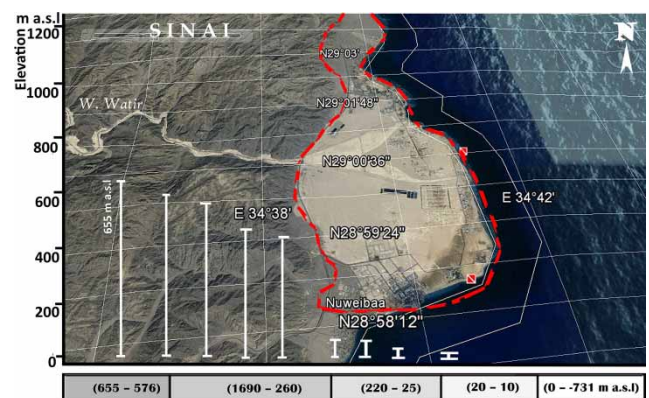 m a.s.l
1200
1000
800
600
400
200
0
Elevation
SINAI
N
W. Watir
N29°03'
N29°01'48"
N29°00'36"
E 34°38'
E 34°42'
N28°59'24"
Nuweibaa
N28°58'12"
655 m a.s.l
(655 – 576)
(1690 – 260)
(220 – 25)
(20 – 10)
(0 – -731 m a.s.l)